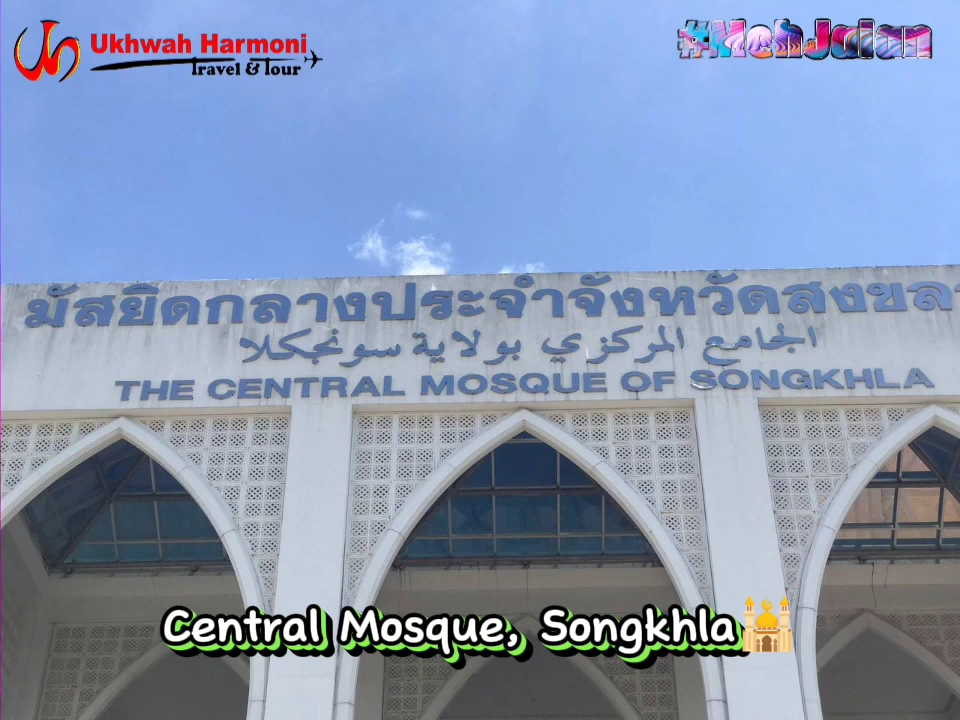 Ukhwah Harmoni
Travel & Tour
#MehJalan
มัสยิดกลางประจำจังหวัดสงขลา
الجامع المركزي بولاية سونجكلا
THE CENTRAL MOSQUE OF SONGKHLA
Central Mosque, Songkhla🕌